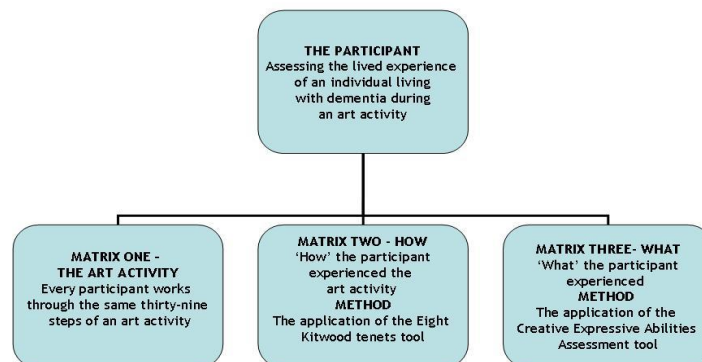 THE PARTICIPANT
Assessing the lived experience
of an individual living
with dementia during
an art activity
MATRIX ONE -
THE ART ACTIVITY
Every participant works
through the same thirty-nine
steps of an art activity
MATRIX TWO - HOW
'How' the participant
experienced the
art activity
METHOD
The application of the Eight
Kitwood tenets tool
MATRIX THREE- WHAT
'What' the participant
experienced
METHOD
The application of the
Creative Expressive Abilities
Assessment tool